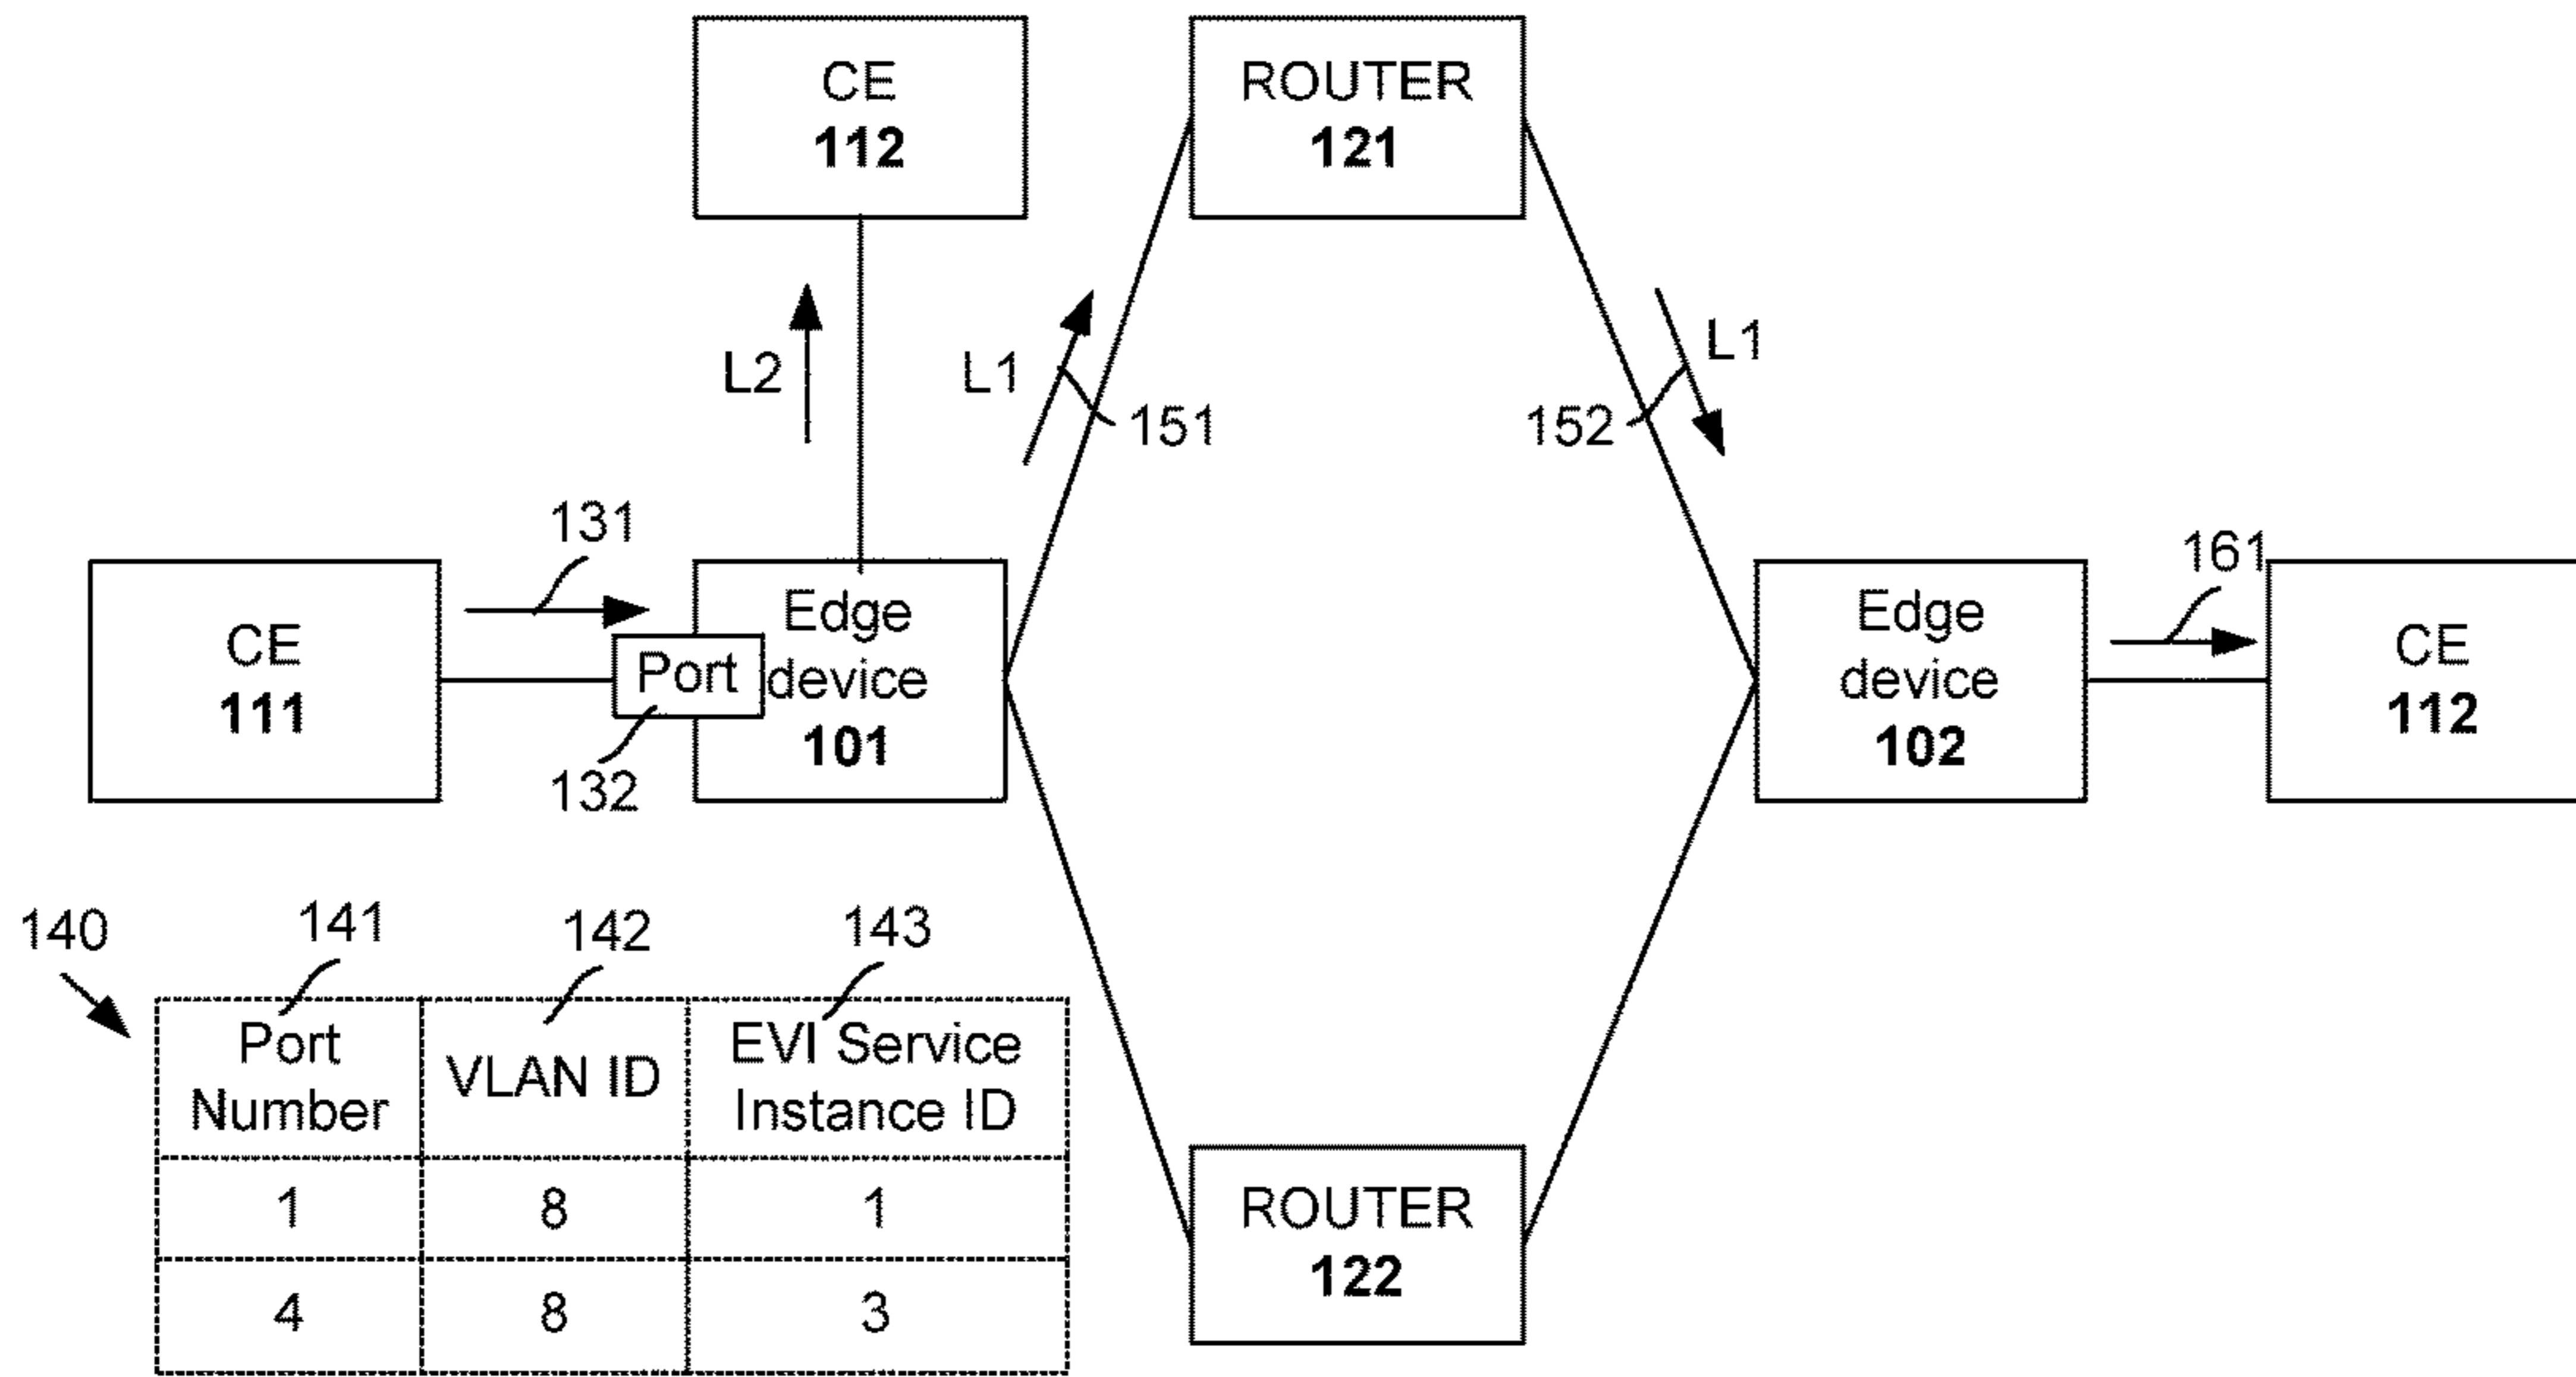 CE
112
ROUTER
121
L2
L1
151
152
L1
131
CE
111
Port
132
Edge
device
101
Edge
device
102
161
CE
112
140
141
142
143
Port
Number
VLAN ID
EVI Service
Instance ID
1
8
1
4
8
3
ROUTER
122